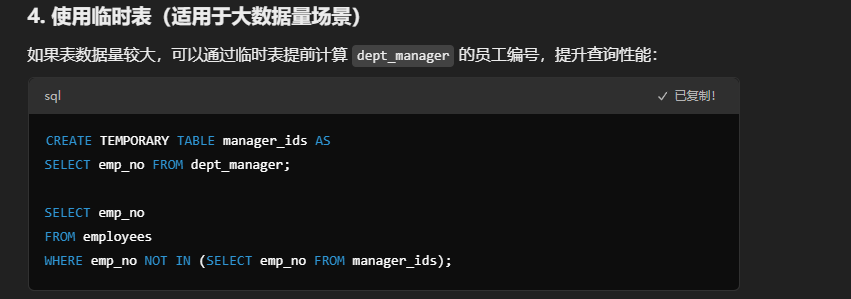 4. 使用临时表（适用于大数据量场景）
如果表数据量较大，可以通过临时表提前计算 dept_manager 的员工编号，提升查询性能：
sql
✓ 已复制！
CREATE TEMPORARY TABLE manager_ids AS
SELECT emp_no FROM dept_manager;
SELECT emp_no
FROM employees
WHERE emp_no NOT IN (SELECT emp_no FROM manager_ids);